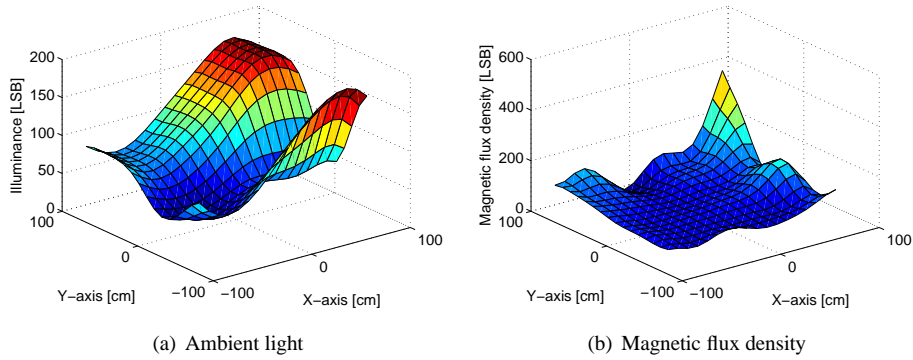 200
150
100
50
0
Illuminance [LSB]
100
0
−100
Y−axis [cm]
−100
0
100
X−axis [cm]
(a) Ambient light
600
400
200
0
Magnetic flux density [LSB]
100
0
−100
Y−axis [cm]
−100
0
100
X−axis [cm]
(b) Magnetic flux density